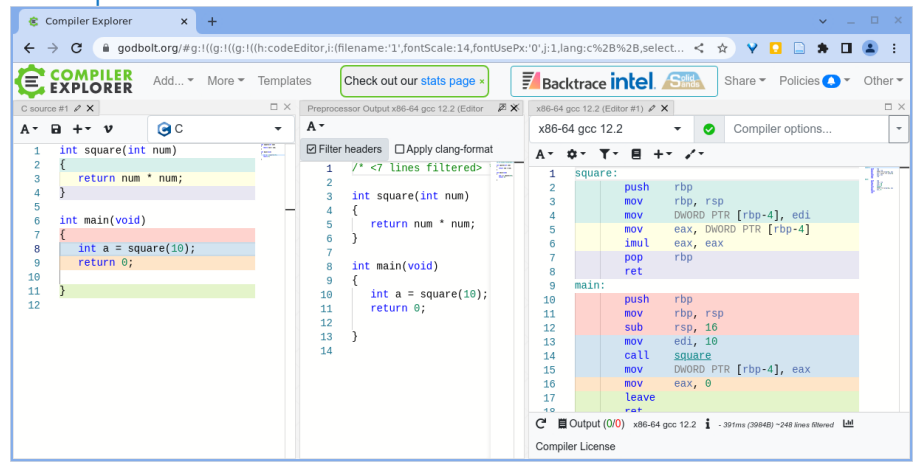 Compiler Explorer
godbolt.org/#g:!((g:!((g:!((h:codeEditor,i:(filename:'1',fontScale:14,fontUsePx:'0',j:1,lang:c%2B%2B,select...
COMPILER
EXPLORER
Add... More Templates
Check out our stats page ×
Backtrace intel. Solid Sands
Share Policies Other
C source #1
A
C
1 int square(int num)
2 {
3 return num * num;
4 }
5
6 int main(void)
7 {
8 int a = square(10);
9 return 0;
10
11 }
12
Preprocessor Output x86-64 gcc 12.2 (Editor
A
Filter headers Apply clang-format
1 /* <7 lines filtered>
2
3 int square(int num)
4 {
5 return num * num;
6 }
7
8 int main(void)
9 {
10 int a = square(10);
11 return 0;
12
13 }
14
x86-64 gcc 12.2 (Editor #1)
x86-64 gcc 12.2
Compiler options...
A
1 square:
2 push rbp
3 mov rbp, rsp
4 mov DWORD PTR [rbp-4], edi
5 mov eax, DWORD PTR [rbp-4]
6 imul eax, eax
7 pop rbp
8 ret
9 main:
10 push rbp
11 mov rbp, rsp
12 sub rsp, 16
13 mov edi, 10
14 call square
15 mov DWORD PTR [rbp-4], eax
16 mov eax, 0
17 leave
18 ret
Output (0/0) x86-64 gcc 12.2 i - 391ms (3984B) ~248 lines filtered
Compiler License